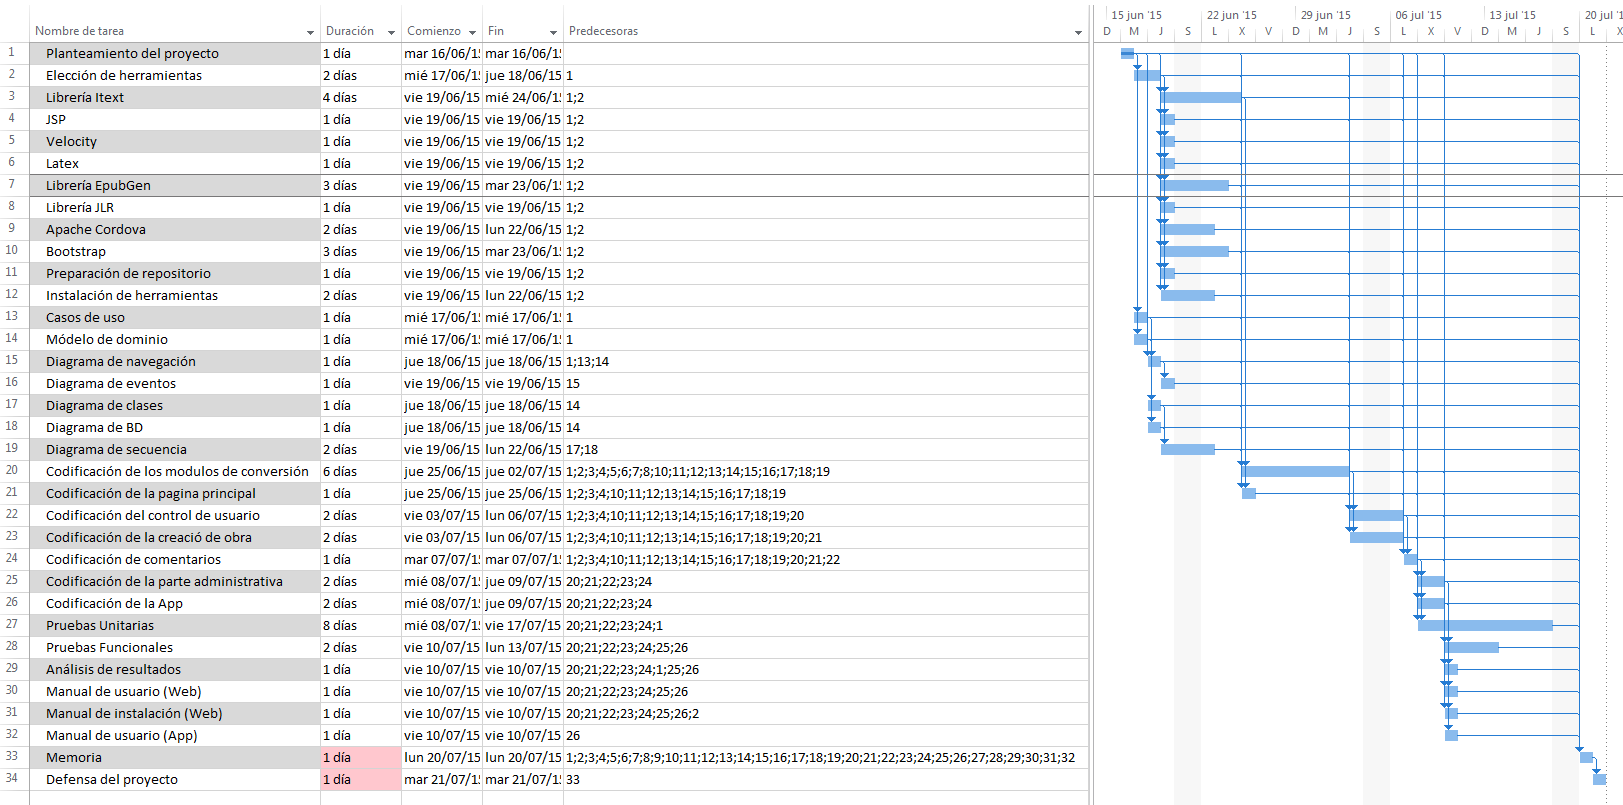 15 jun '15 22 jun '15 29 jun '15 06 jul '15 13 jul '15 20 jul '1
Nombre de tarea Duración Comienzo Fin Predecesoras D M J S L X V D M J S L X V D M J S L X
1 Planteamiento del proyecto 1 día mar 16/06/1 mar 16/06/1
2 Elección de herramientas 2 días mié 17/06/1 jue 18/06/15 1
3 Librería Itext 4 días vie 19/06/15 mié 24/06/1 1;2
4 JSP 1 día vie 19/06/15 vie 19/06/15 1;2
5 Velocity 1 día vie 19/06/15 vie 19/06/15 1;2
6 Latex 1 día vie 19/06/15 vie 19/06/15 1;2
7 Librería EpubGen 3 días vie 19/06/15 mar 23/06/1 1;2
8 Librería JLR 1 día vie 19/06/15 vie 19/06/15 1;2
9 Apache Cordova 2 días vie 19/06/15 lun 22/06/15 1;2
10 Bootstrap 3 días vie 19/06/15 mar 23/06/1 1;2
11 Preparación de repositorio 1 día vie 19/06/15 vie 19/06/15 1;2
12 Instalación de herramientas 2 días vie 19/06/15 lun 22/06/15 1;2
13 Casos de uso 1 día mié 17/06/1 mié 17/06/1 1
14 Módelo de dominio 1 día mié 17/06/1 mié 17/06/1 1
15 Diagrama de navegación 1 día jue 18/06/15 jue 18/06/15 1;13;14
16 Diagrama de eventos 1 día vie 19/06/15 vie 19/06/15 15
17 Diagrama de clases 1 día jue 18/06/15 jue 18/06/15 14
18 Diagrama de BD 1 día jue 18/06/15 jue 18/06/15 14
19 Diagrama de secuencia 2 días vie 19/06/15 lun 22/06/15 17;18
20 Codificación de los modulos de conversión 6 días jue 25/06/15 jue 02/07/15 1;2;3;4;5;6;7;8;10;11;12;13;14;15;16;17;18;19
21 Codificación de la pagina principal 1 día jue 25/06/15 jue 25/06/15 1;2;3;4;10;11;12;13;14;15;16;17;18;19
22 Codificación del control de usuario 2 días vie 03/07/15 lun 06/07/15 1;2;3;4;10;11;12;13;14;15;16;17;18;19;20
23 Codificación de la creació de obra 2 días vie 03/07/15 lun 06/07/15 1;2;3;4;10;11;12;13;14;15;16;17;18;19;20;21
24 Codificación de comentarios 1 día mar 07/07/1 mar 07/07/1 1;2;3;4;10;11;12;13;14;15;16;17;18;19;20;21;22
25 Codificación de la parte administrativa 2 días mié 08/07/1 jue 09/07/15 20;21;22;23;24
26 Codificación de la App 2 días mié 08/07/1 jue 09/07/15 20;21;22;23;24
27 Pruebas Unitarias 8 días mié 08/07/1 vie 17/07/15 20;21;22;23;24;1
28 Pruebas Funcionales 2 días vie 10/07/15 lun 13/07/15 20;21;22;23;24;25;26
29 Análisis de resultados 1 día vie 10/07/15 vie 10/07/15 20;21;22;23;24;1;25;26
30 Manual de usuario (Web) 1 día vie 10/07/15 vie 10/07/15 20;21;22;23;24;25;26
31 Manual de instalación (Web) 1 día vie 10/07/15 vie 10/07/15 20;21;22;23;24;25;26;2
32 Manual de usuario (App) 1 día vie 10/07/15 vie 10/07/15 26
33 Memoria 1 día lun 20/07/15 lun 20/07/15 1;2;3;4;5;6;7;8;9;10;11;12;13;14;15;16;17;18;19;20;21;22;23;24;25;26;27;28;29;30;31;32
34 Defensa del proyecto 1 día mar 21/07/1 mar 21/07/1 33